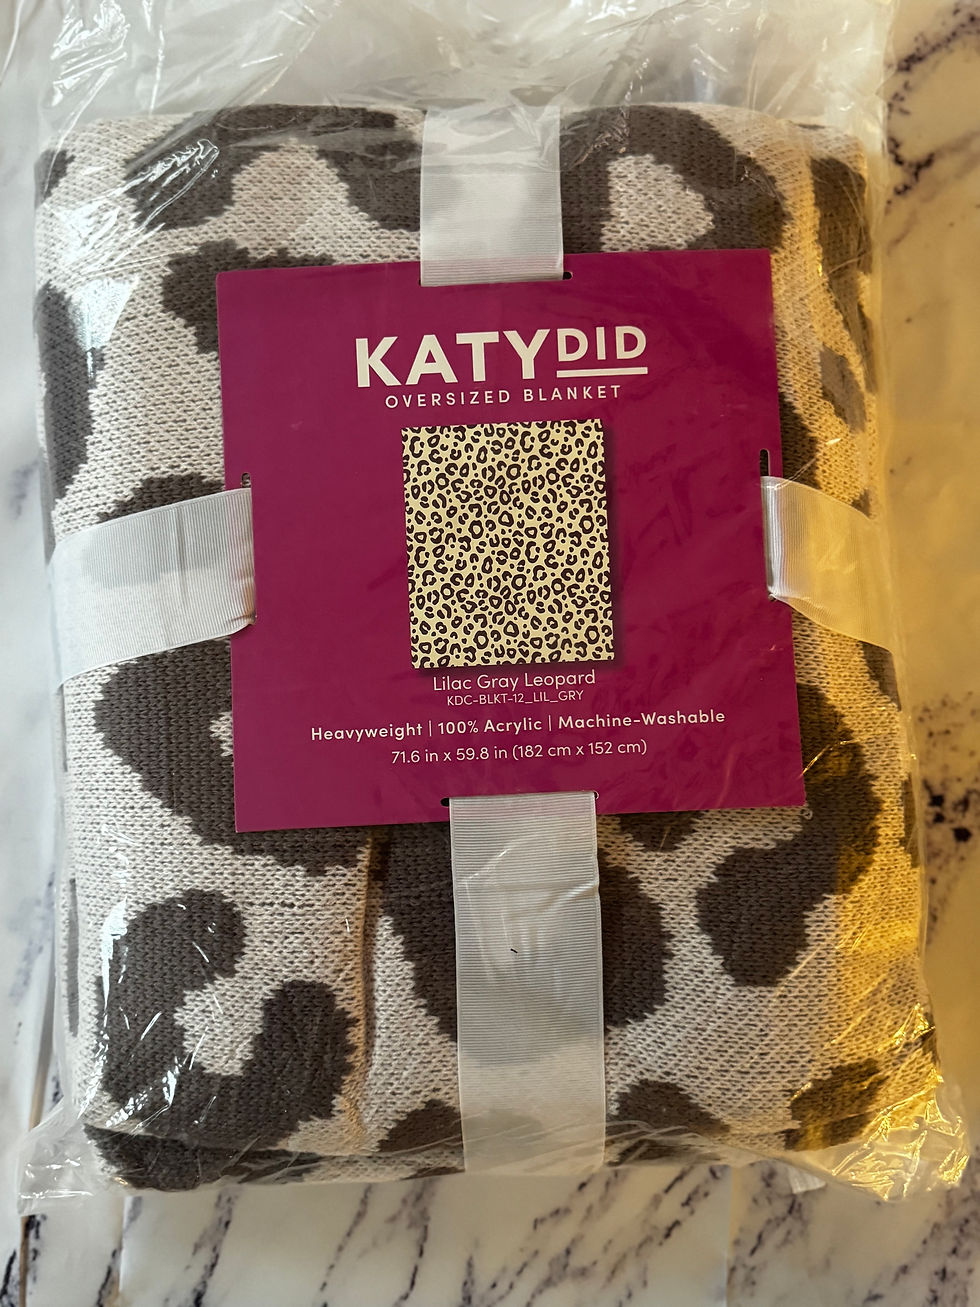 KATYDID
OVERSIZED BLANKET
Lilac Gray Leopard
KDC-BLKT-12_LIL_GRY
Heavyweight | 100% Acrylic | Machine-Washable
71.6 in x 59.8 in (182 cm x 152 cm)